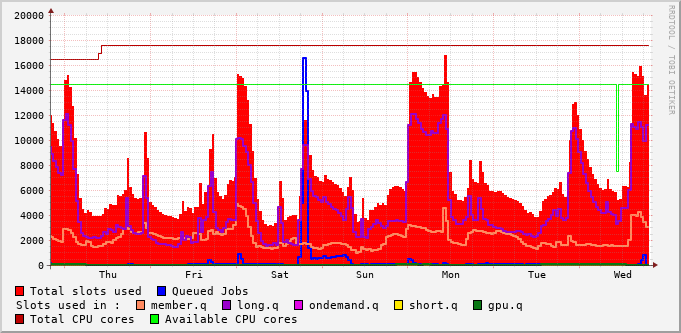 20000
18000
16000
14000
12000
10000
8000
6000
4000
2000
0
Thu Fri Sat Sun Mon Tue Wed
RRDTOOL / TOBI OETIKER
Total slots used Queued Jobs
Slots used in : member.q long.q ondemand.q short.q gpu.q
Total CPU cores Available CPU cores